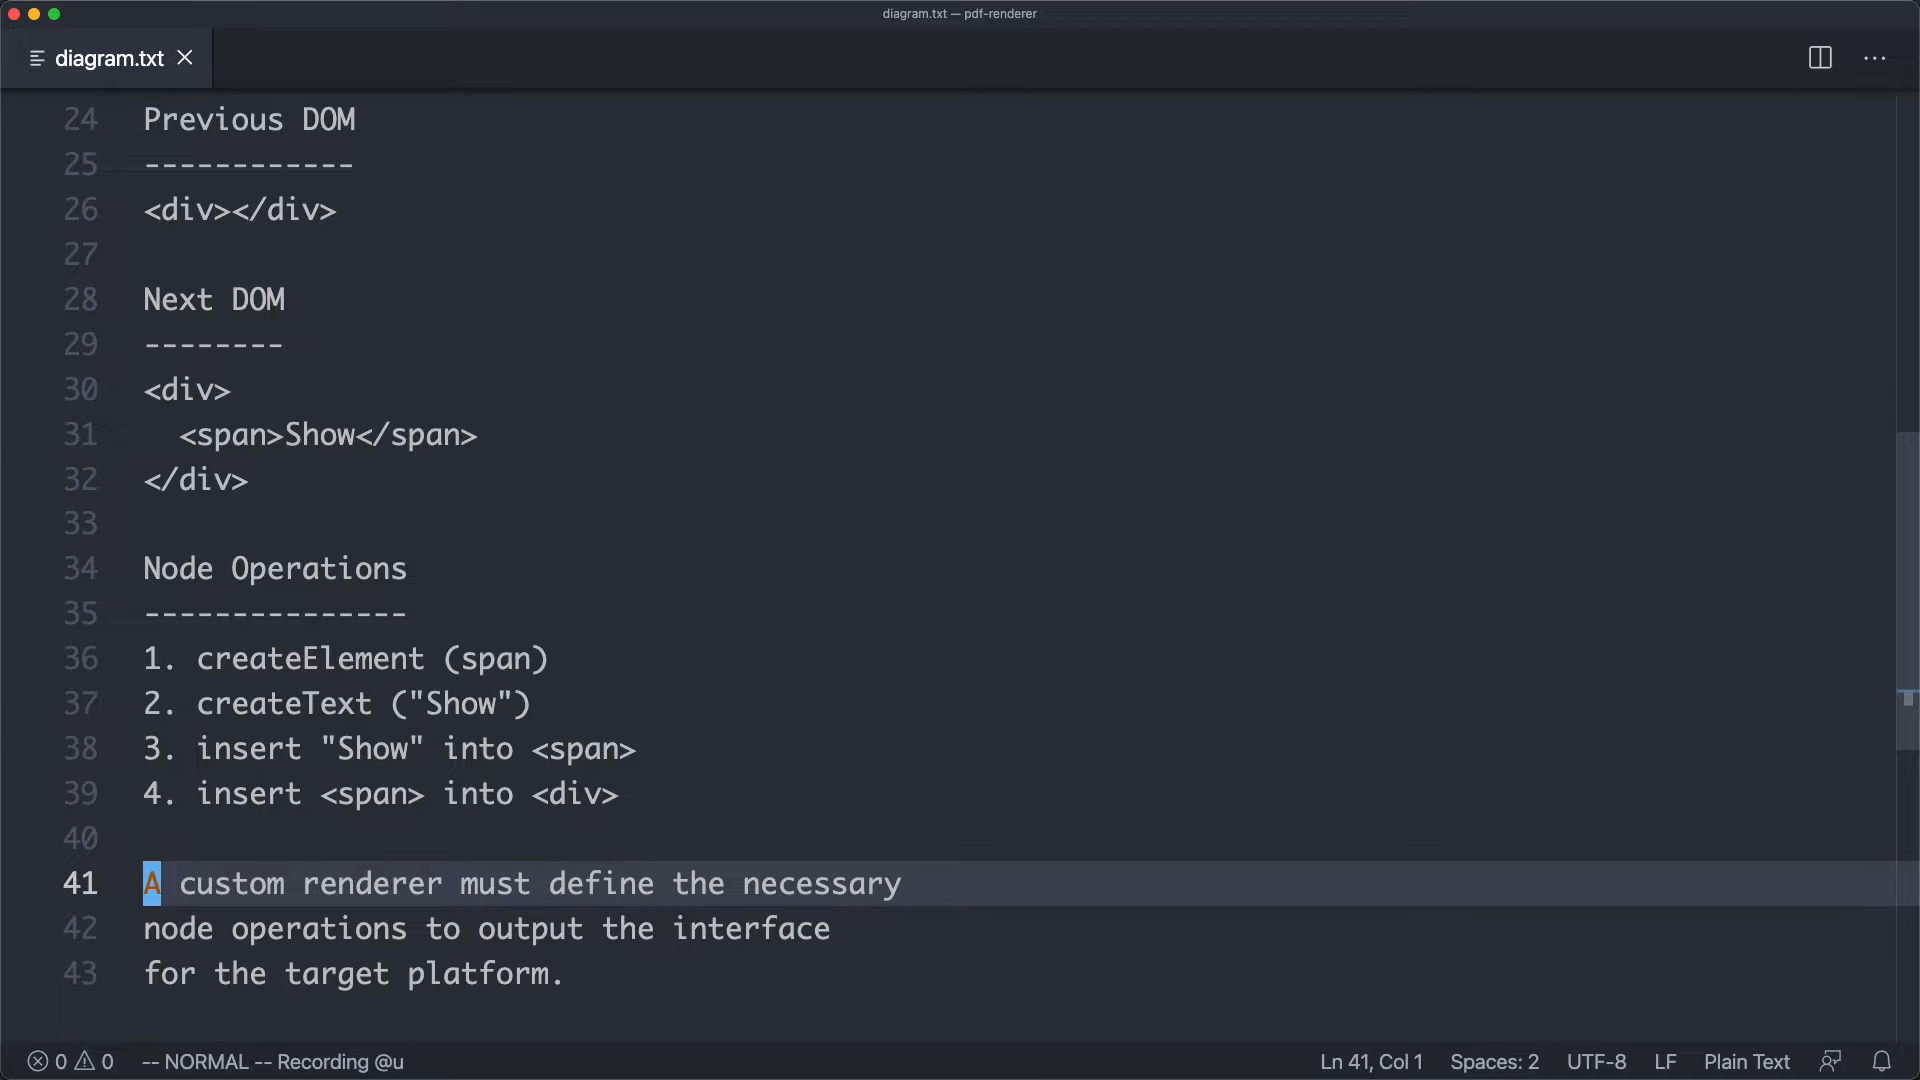 diagram.txt — pdf-renderer
diagram.txt
24 Previous DOM
25 ------------
26 <div></div>
27
28 Next DOM
29 --------
30 <div>
31   <span>Show</span>
32 </div>
33
34 Node Operations
35 ---------------
36 1. createElement (span)
37 2. createText ("Show")
38 3. insert "Show" into <span>
39 4. insert <span> into <div>
40
41 A custom renderer must define the necessary
42 node operations to output the interface
43 for the target platform.
0 0 -- NORMAL -- Recording @u Ln 41, Col 1 Spaces: 2 UTF-8 LF Plain Text